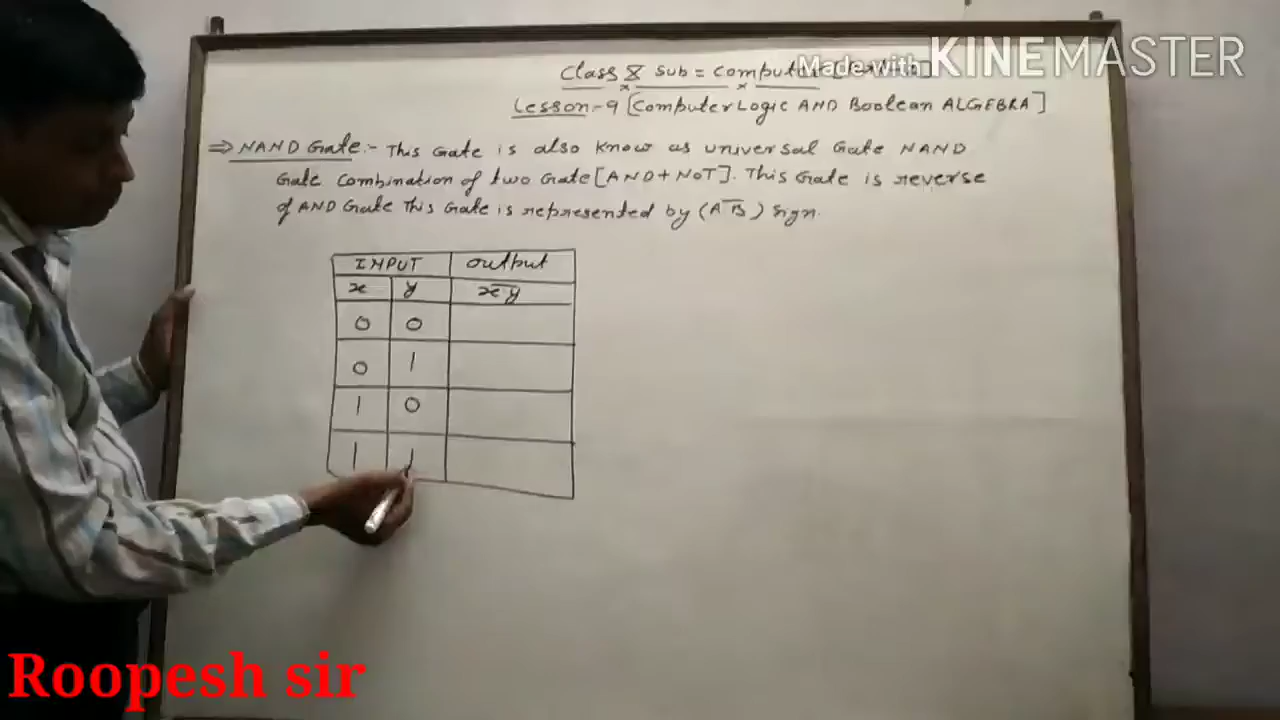 Made with KINEMASTER
Class X Sub = Computer
Lesson-9 [Computer Logic AND Boolean ALGEBRA]
⇒ NAND Gate:- This Gate is also Know as universal Gate NAND
Gate Combination of two Gate [AND+NOT]. This Gate is reverse
of AND Gate This Gate is represented by (A̅B̅) Sign.
INPUT output
x y x̅y̅
0 0
0 1
1 0
1 1
Roopesh sir